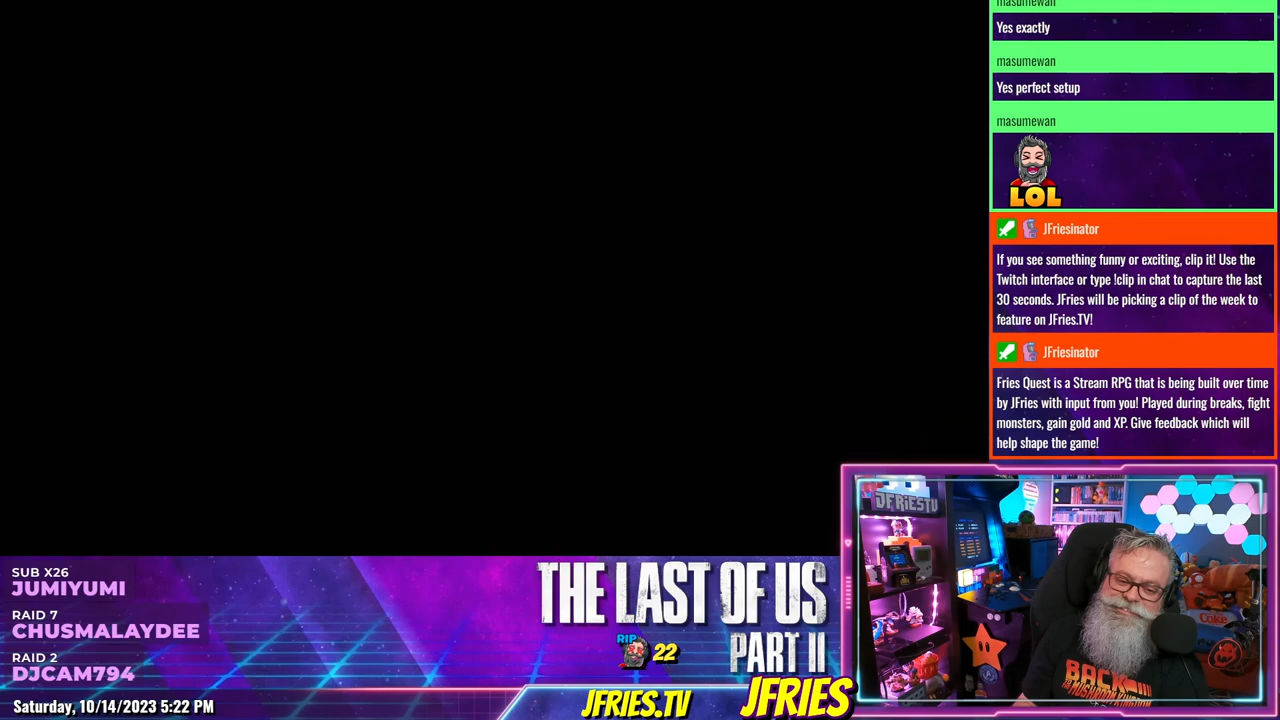 masumewan
Yes exactly
masumewan
Yes perfect setup
masumewan
LOL
JFriesinator
If you see something funny or exciting, clip it! Use the
Twitch interface or type !clip in chat to capture the last
30 seconds. JFries will be picking a clip of the week to
feature on JFries.TV!
JFriesinator
Fries Quest is a Stream RPG that is being built over time
by JFries with input from you! Played during breaks, fight
monsters, gain gold and XP. Give feedback which will
help shape the game!
SUB X26
JUMIYUMI
RAID 7
CHUSMALAYDEE
RAID 2
DJCAM794
Saturday, 10/14/2023 5:22 PM
THE LAST OF US
PART II
RIP
22
JFRIES.TV
JFRIES
JFRIESTV
Coke
BACK